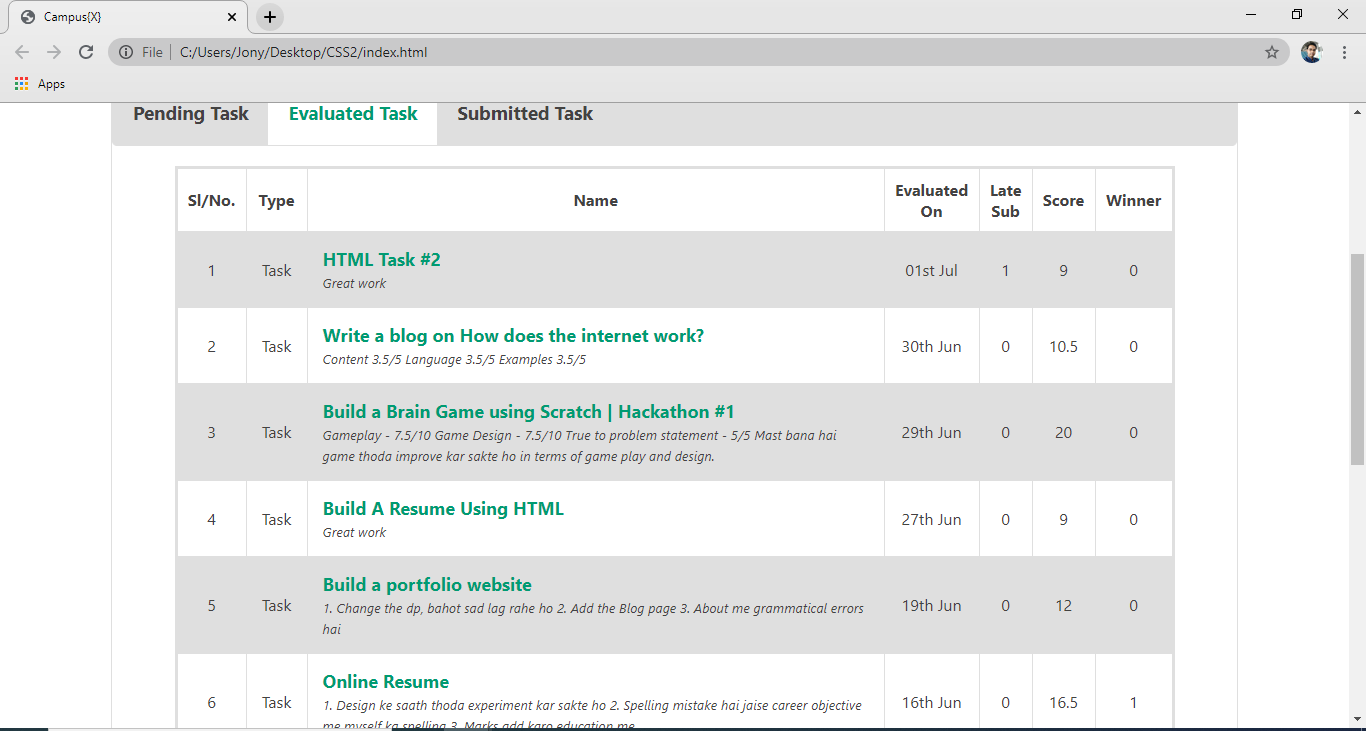 Campus{X}
File C:/Users/Jony/Desktop/CSS2/index.html
Apps
Pending Task Evaluated Task Submitted Task
Sl/No. Type Name Evaluated On Late Sub Score Winner
1 Task HTML Task #2 01st Jul 1 9 0
Great work
2 Task Write a blog on How does the internet work? 30th Jun 0 10.5 0
Content 3.5/5 Language 3.5/5 Examples 3.5/5
3 Task Build a Brain Game using Scratch | Hackathon #1 29th Jun 0 20 0
Gameplay - 7.5/10 Game Design - 7.5/10 True to problem statement - 5/5 Mast bana hai
game thoda improve kar sakte ho in terms of game play and design.
4 Task Build A Resume Using HTML 27th Jun 0 9 0
Great work
5 Task Build a portfolio website 19th Jun 0 12 0
1. Change the dp, bahot sad lag rahe ho 2. Add the Blog page 3. About me grammatical errors
hai
6 Task Online Resume 16th Jun 0 16.5 1
1. Design ke saath thoda experiment kar sakte ho 2. Spelling mistake hai jaise career objective
me myself ka spelling 3. Marks add karo education me